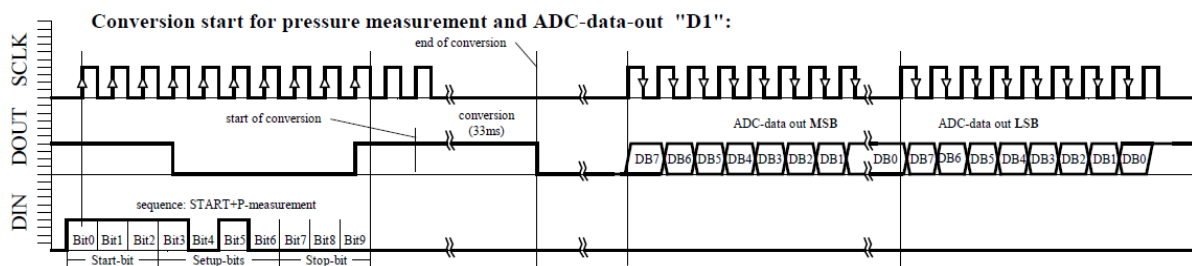 Conversion start for pressure measurement and ADC-data-out "D1":
end of conversion
SCLK
start of conversion
conversion
(33ms)
ADC-data out MSB
ADC-data out LSB
DOUT
DB7 DB6 DB5 DB4 DB3 DB2 DB1 DB0 DB7 DB6 DB5 DB4 DB3 DB2 DB1 DB0
sequence: START+P-measurement
DIN
Bit0 Bit1 Bit2 Bit3 Bit4 Bit5 Bit6 Bit7 Bit8 Bit9
Start-bit Setup-bits Stop-bit